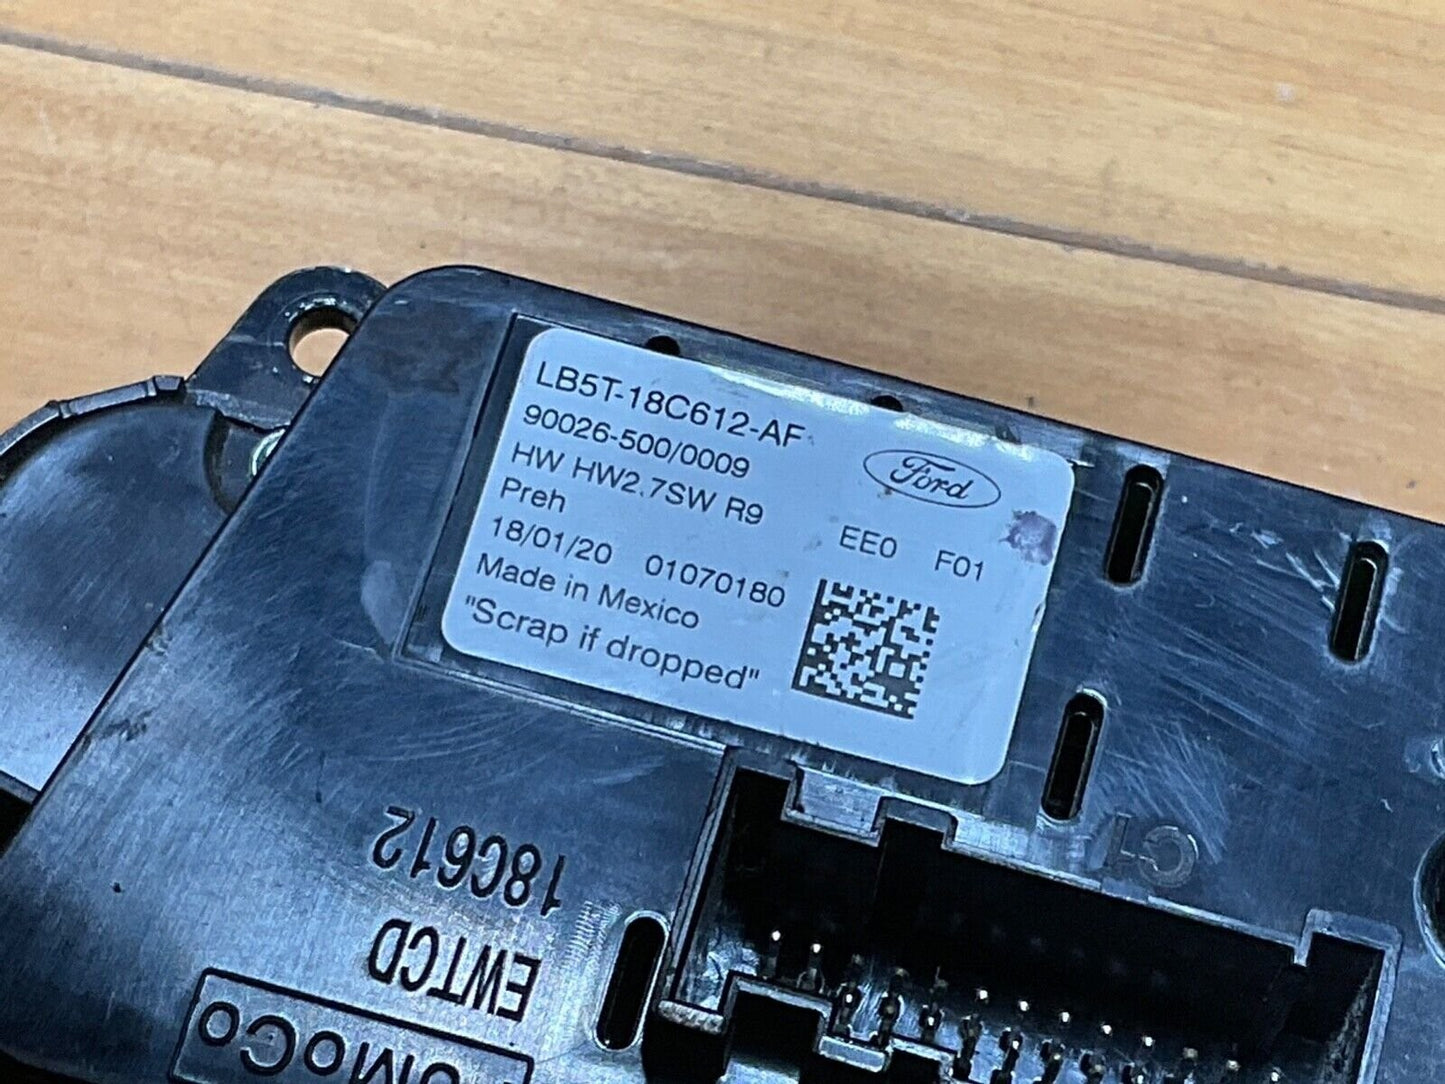 LB5T-18C612-AF
90026-500/0009
HW HW2.7SW R9
Preh
18/01/20 01070180
Made in Mexico
"Scrap if dropped"
Ford
EE0 F01
C1
18C612
EWTCD